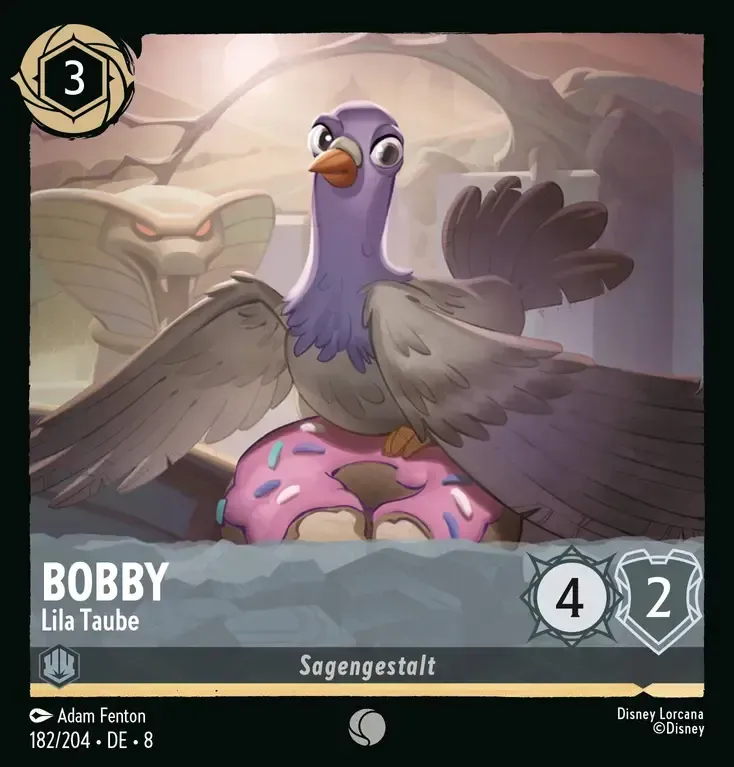 3
BOBBY
Lila Taube
4
2
Sagengestalt
Adam Fenton
Disney Lorcana
182/204 • DE • 8
©Disney